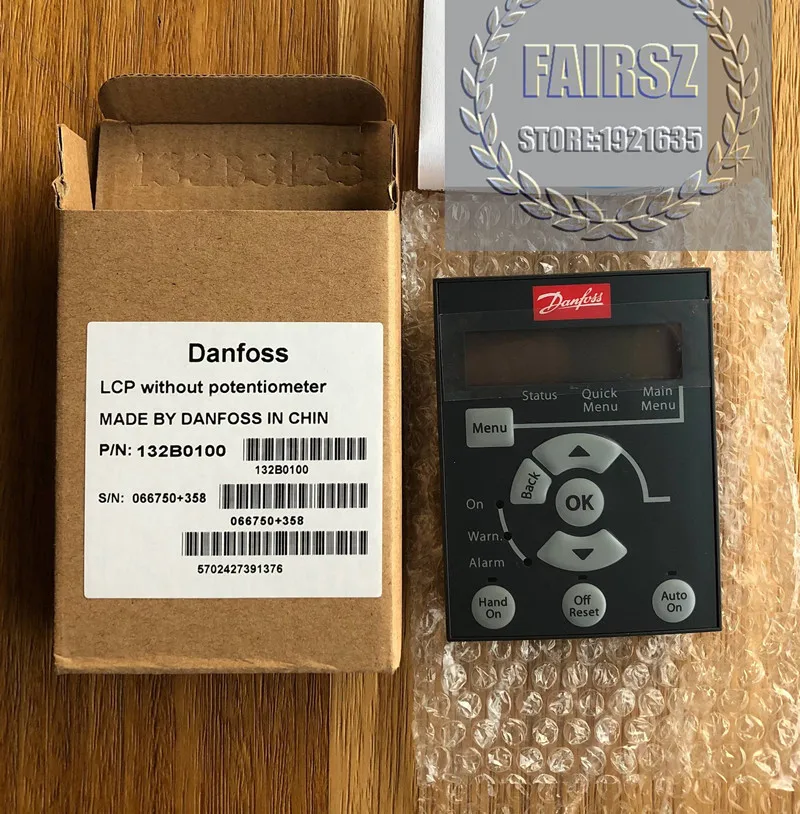 FAIRSZ
STORE:1921635
132B3135
Danfoss
LCP without potentiometer
MADE BY DANFOSS IN CHIN
P/N: 132B0100
132B0100
S/N: 066750+358
066750+358
5702427391376
Danfoss
Status
Quick
Menu
Main
Menu
Menu
Back
OK
On
Warn.
Alarm
Hand
On
Off
Reset
Auto
On